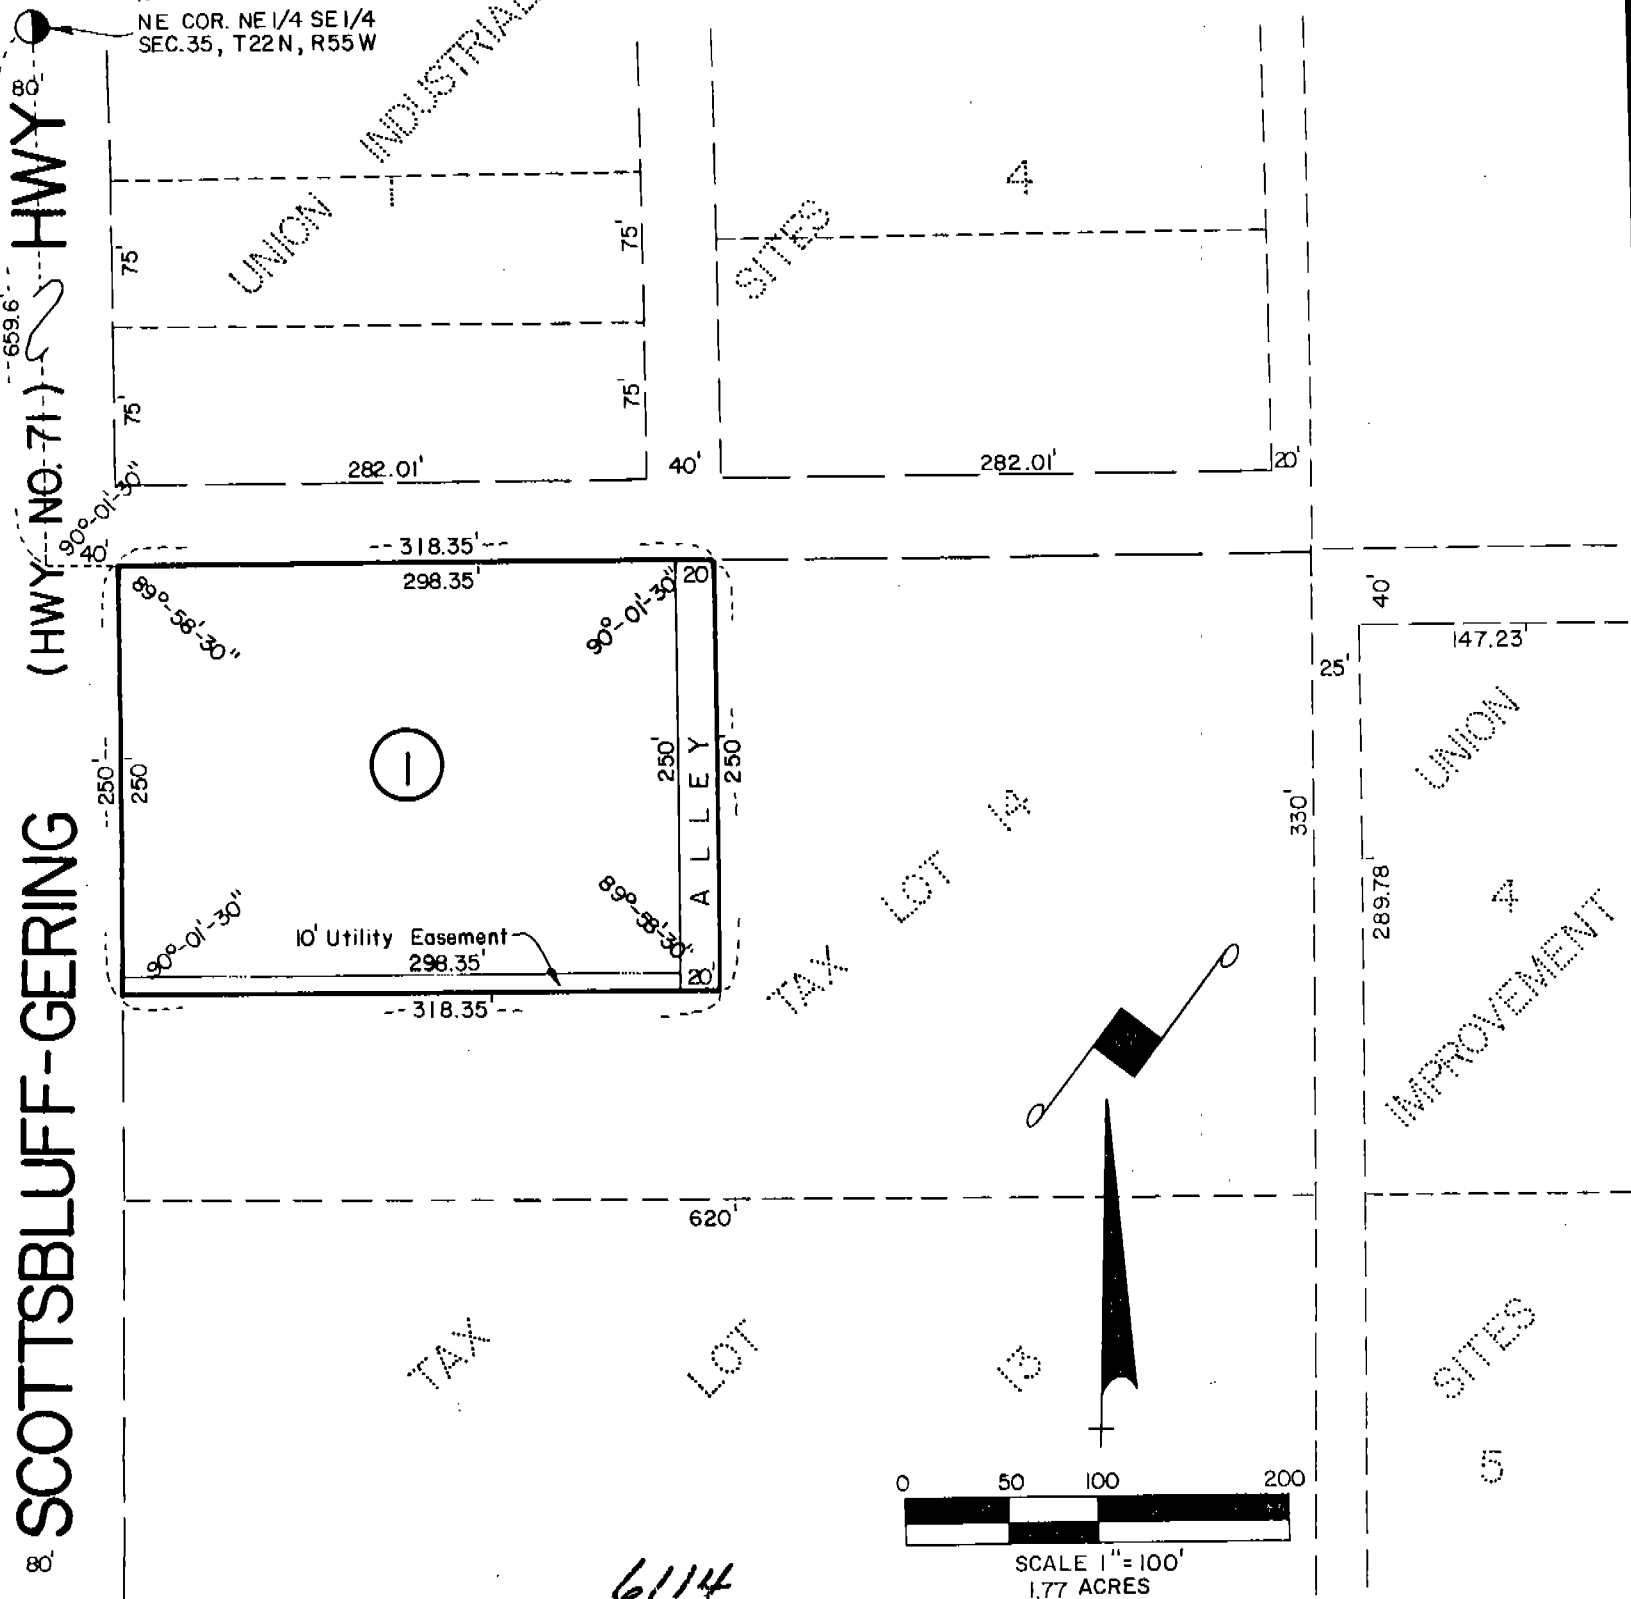 NE COR. NE 1/4 SE 1/4
SEC. 35, T22N, R55W
80'
SCOTTSBLUFF-GERING (HWY NO. 71) HWY
659.6'
UNION INDUSTRIAL
SITES
1
4
75'
75'
75'
75'
282.01'
40'
282.01'
20'
90°-01'-30"
40'
318.35'
298.35'
20'
89°-58'-30"
90°-01'-30"
40'
147.23'
25'
1
250'
250'
250'
ALLEY
250'
330'
289.78'
UNION
4
IMPROVEMENT
SITES
5
TAX LOT 14
90°-01'-30"
89°-58'-30"
10' Utility Easement
298.35'
20'
318.35'
620'
TAX LOT 13
0 50 100 200
SCALE 1"=100'
1.77 ACRES
80'
6114